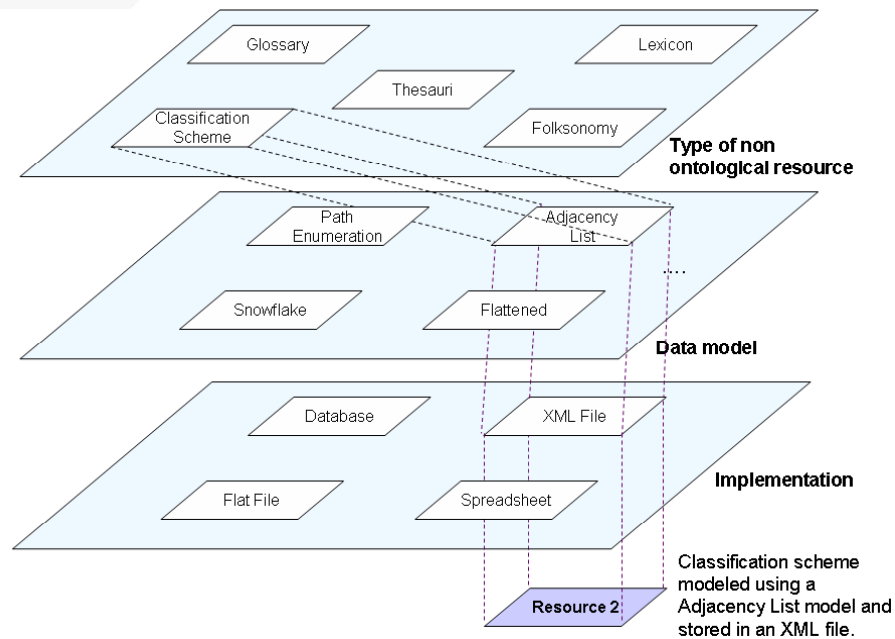 Glossary
Lexicon
Thesauri
Classification
Scheme
Folksonomy
Type of non
ontological resource
Path
Enumeration
Adjacency
List
....
Snowflake
Flattened
Data model
Database
XML File
Flat File
Spreadsheet
Implementation
Resource 2
Classification scheme
modeled using a
Adjacency List model and
stored in an XML file.